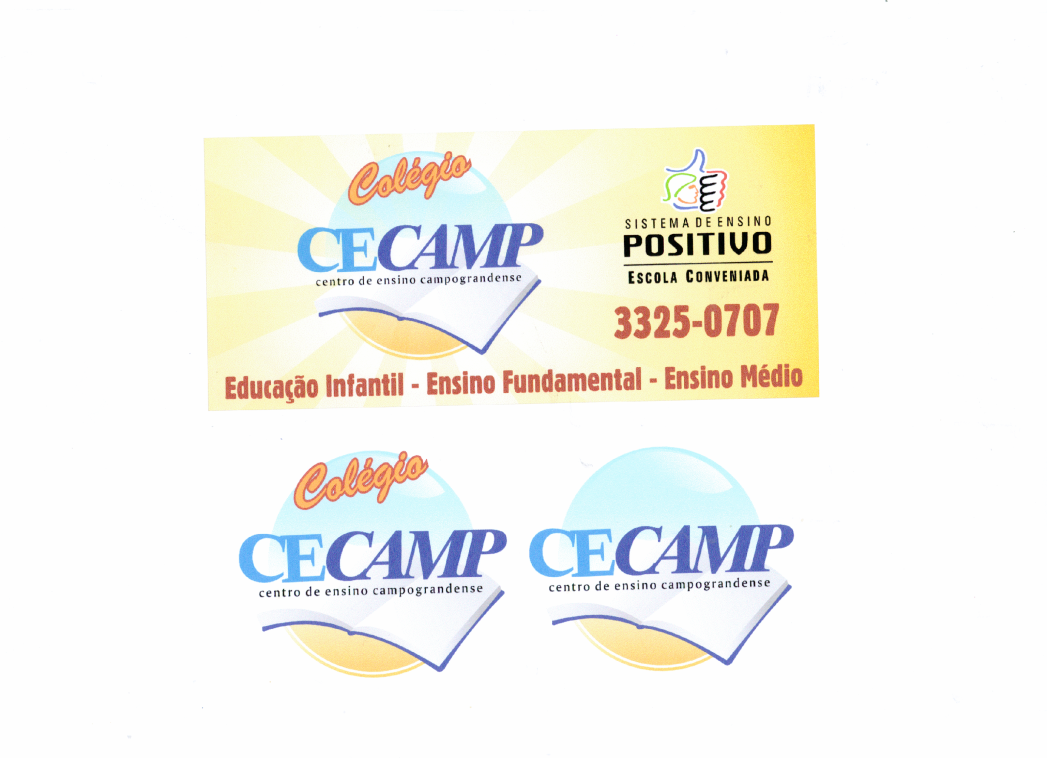 Colégio
CECAMP
centro de ensino campograndense
SISTEMA DE ENSINO
POSITIVO
ESCOLA CONVENIADA
3325-0707
Educação Infantil - Ensino Fundamental - Ensino Médio
Colégio
CECAMP
centro de ensino campograndense
CECAMP
centro de ensino campograndense